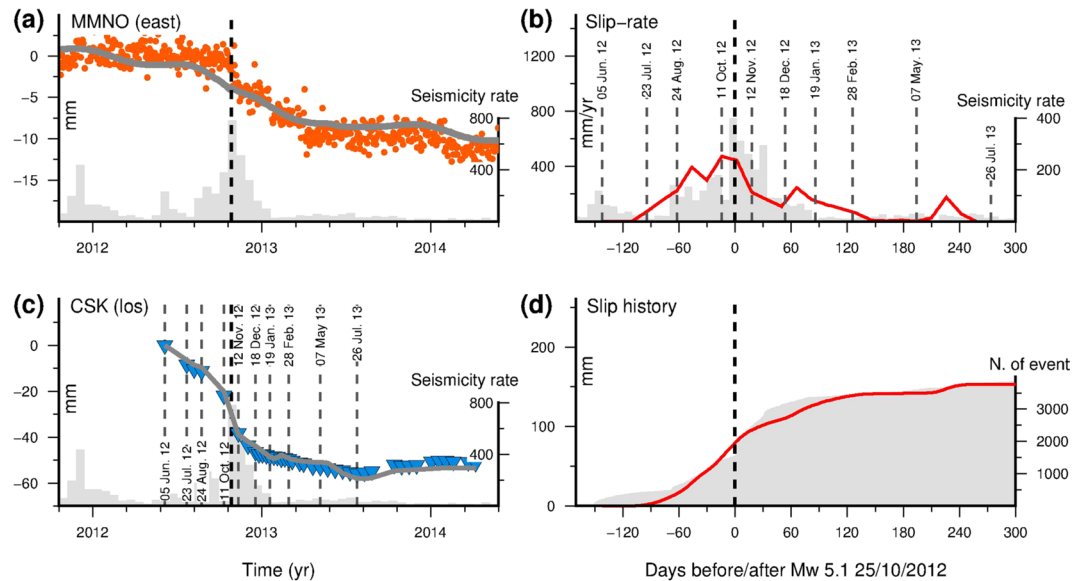 (a) MMNO (east)
0
−5
−10
−15
mm
Seismicity rate
800
400
2012 2013 2014
(b) Slip−rate
1200
800
400
mm/yr
05 Jun. 12
23 Jul. 12
24 Aug. 12
11 Oct. 12
12 Nov. 12
18 Dec. 12
19 Jan. 13
28 Feb. 13
07 May. 13
26 Jul. 13
Seismicity rate
400
200
0
−120 −60 0 60 120 180 240 300
(c) CSK (los)
0
−20
−40
−60
mm
05 Jun. 12
23 Jul. 12
24 Aug. 12
11 Oct. 12
12 Nov. 12
18 Dec. 12
19 Jan. 13
28 Feb. 13
07 May 13
26 Jul. 13
Seismicity rate
800
400
2012 2013 2014
Time (yr)
(d) Slip history
200
100
0
mm
N. of event
3000
2000
1000
−120 −60 0 60 120 180 240 300
Days before/after Mw 5.1 25/10/2012